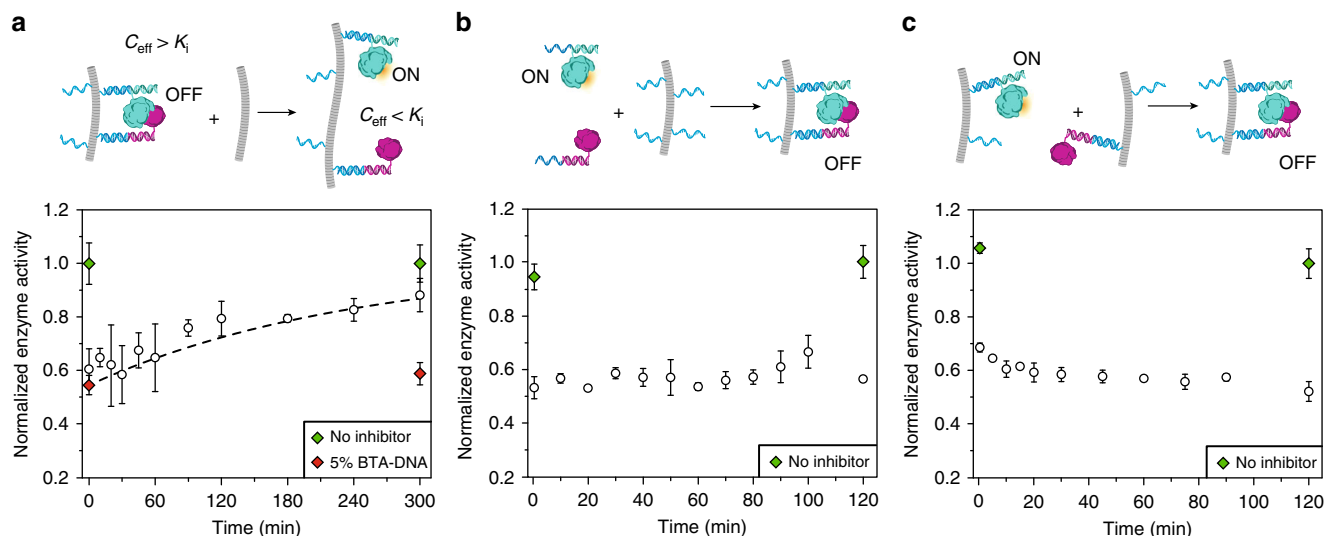 a
C_eff > K_i
OFF
+
ON
C_eff < K_i
Normalized enzyme activity
1.2
1.0
0.8
0.6
0.4
0.2
0 60 120 180 240 300
Time (min)
No inhibitor
5% BTA-DNA
b
ON
+
OFF
Normalized enzyme activity
1.2
1.0
0.8
0.6
0.4
0.2
0 20 40 60 80 100 120
Time (min)
No inhibitor
c
ON
+
OFF
Normalized enzyme activity
1.2
1.0
0.8
0.6
0.4
0.2
0 20 40 60 80 100 120
Time (min)
No inhibitor